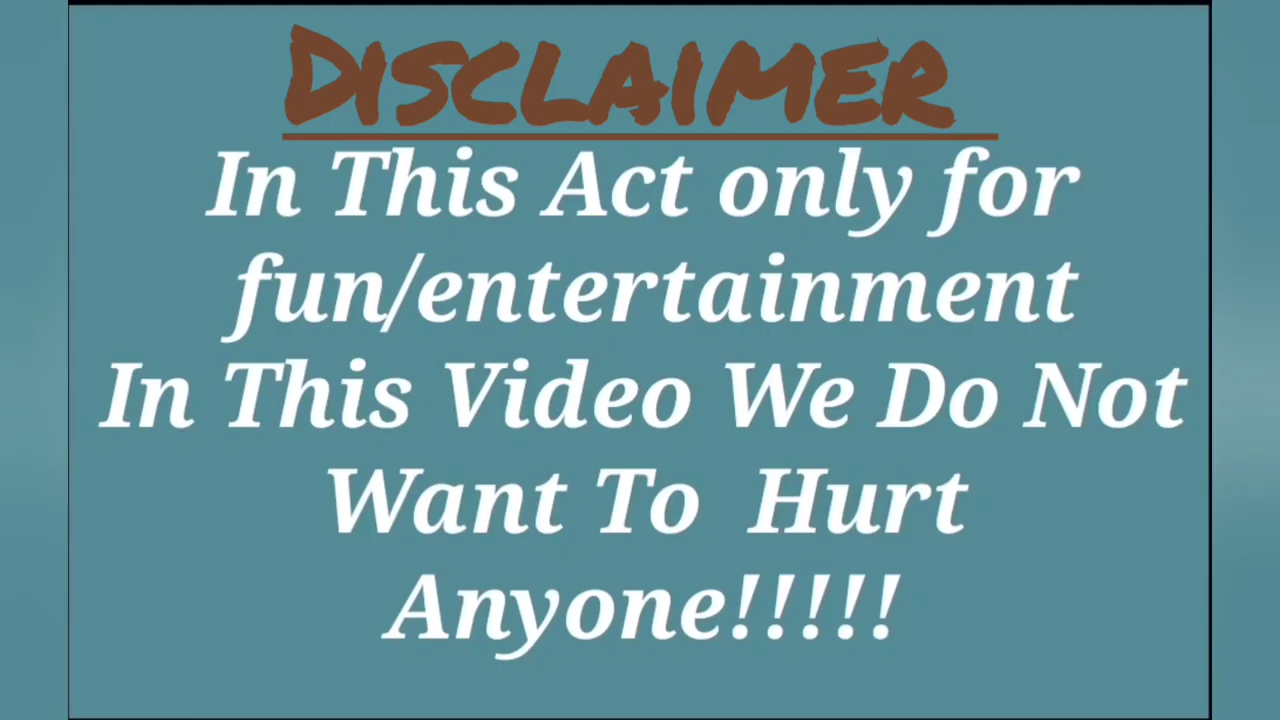 DISCLAIMER
In This Act only for
fun/entertainment
In This Video We Do Not
Want To Hurt
Anyone!!!!!